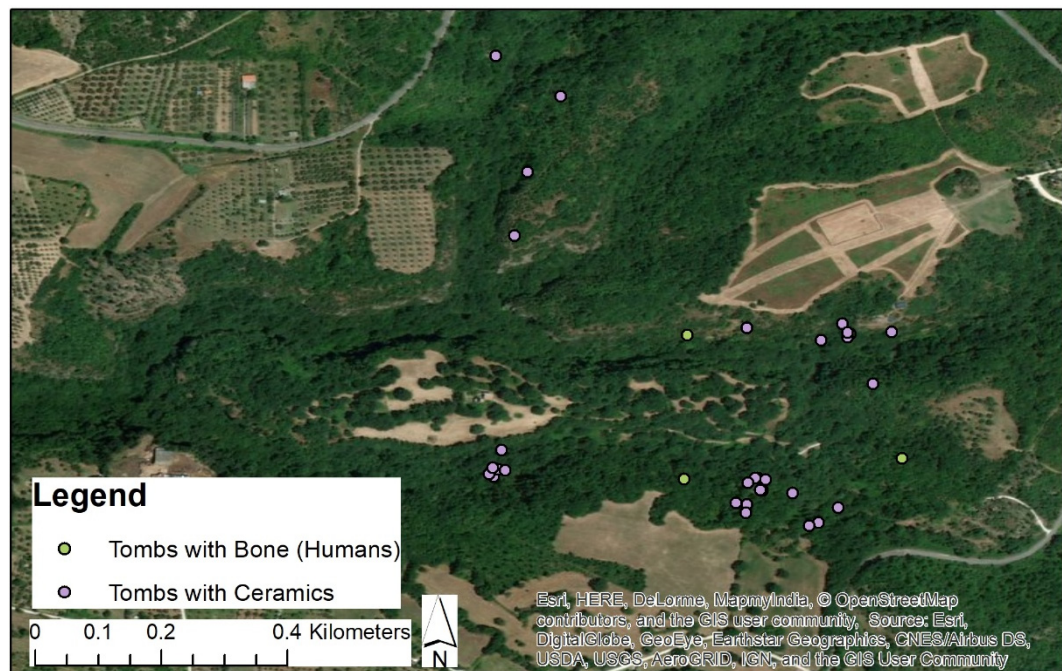 Legend
Tombs with Bone (Humans)
Tombs with Ceramics
0 0.1 0.2 0.4 Kilometers
N
Esri, HERE, DeLorme, MapmyIndia, © OpenStreetMap
contributors, and the GIS user community, Source: Esri,
DigitalGlobe, GeoEye, Earthstar Geographics, CNES/Airbus DS,
USDA, USGS, AeroGRID, IGN, and the GIS User Community